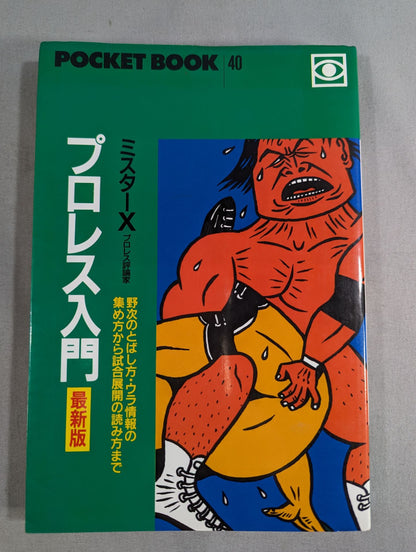 POCKET BOOK 40
ミスターX
プロレス評論家
プロレス入門
最新版
野次のとばし方・ウラ情報の
集め方から試合展開の読み方まで